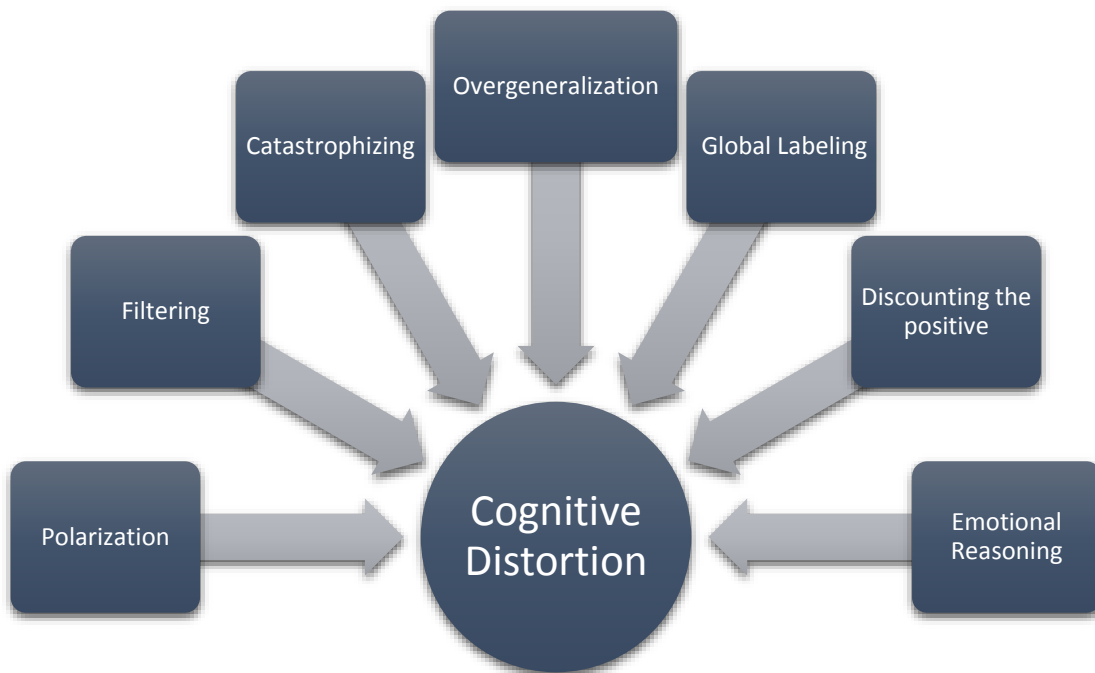 Overgeneralization
Catastrophizing
Global Labeling
Filtering
Discounting the
positive
Polarization
Cognitive
Distortion
Emotional
Reasoning